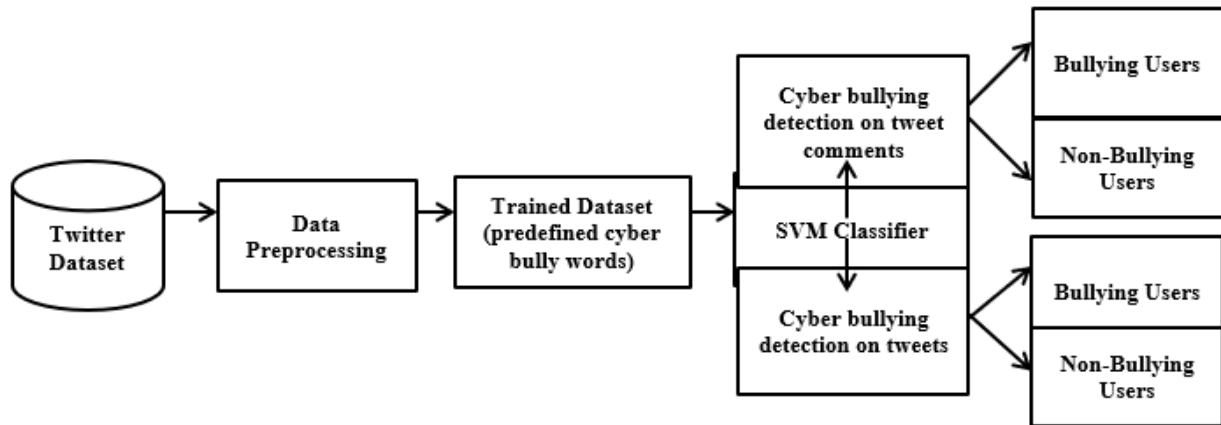 Twitter
Dataset
Data
Preprocessing
Trained Dataset
(predefined cyber
bully words)
Cyber bullying
detection on tweet
comments
SVM Classifier
Cyber bullying
detection on tweets
Bullying Users
Non-Bullying
Users
Bullying Users
Non-Bullying
Users